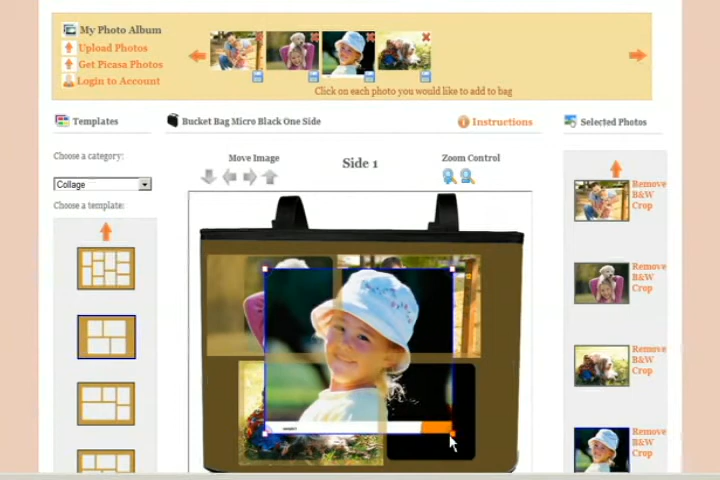 My Photo Album
Upload Photos
Get Picasa Photos
Login to Account
Click on each photo you would like to add to bag
Templates
Bucket Bag Micro Black One Side
Instructions
Selected Photos
Choose a category:
Move Image
Side 1
Zoom Control
Collage
Choose a template:
Remove
B&W
Crop
Remove
B&W
Crop
Remove
B&W
Crop
Remove
B&W
Crop